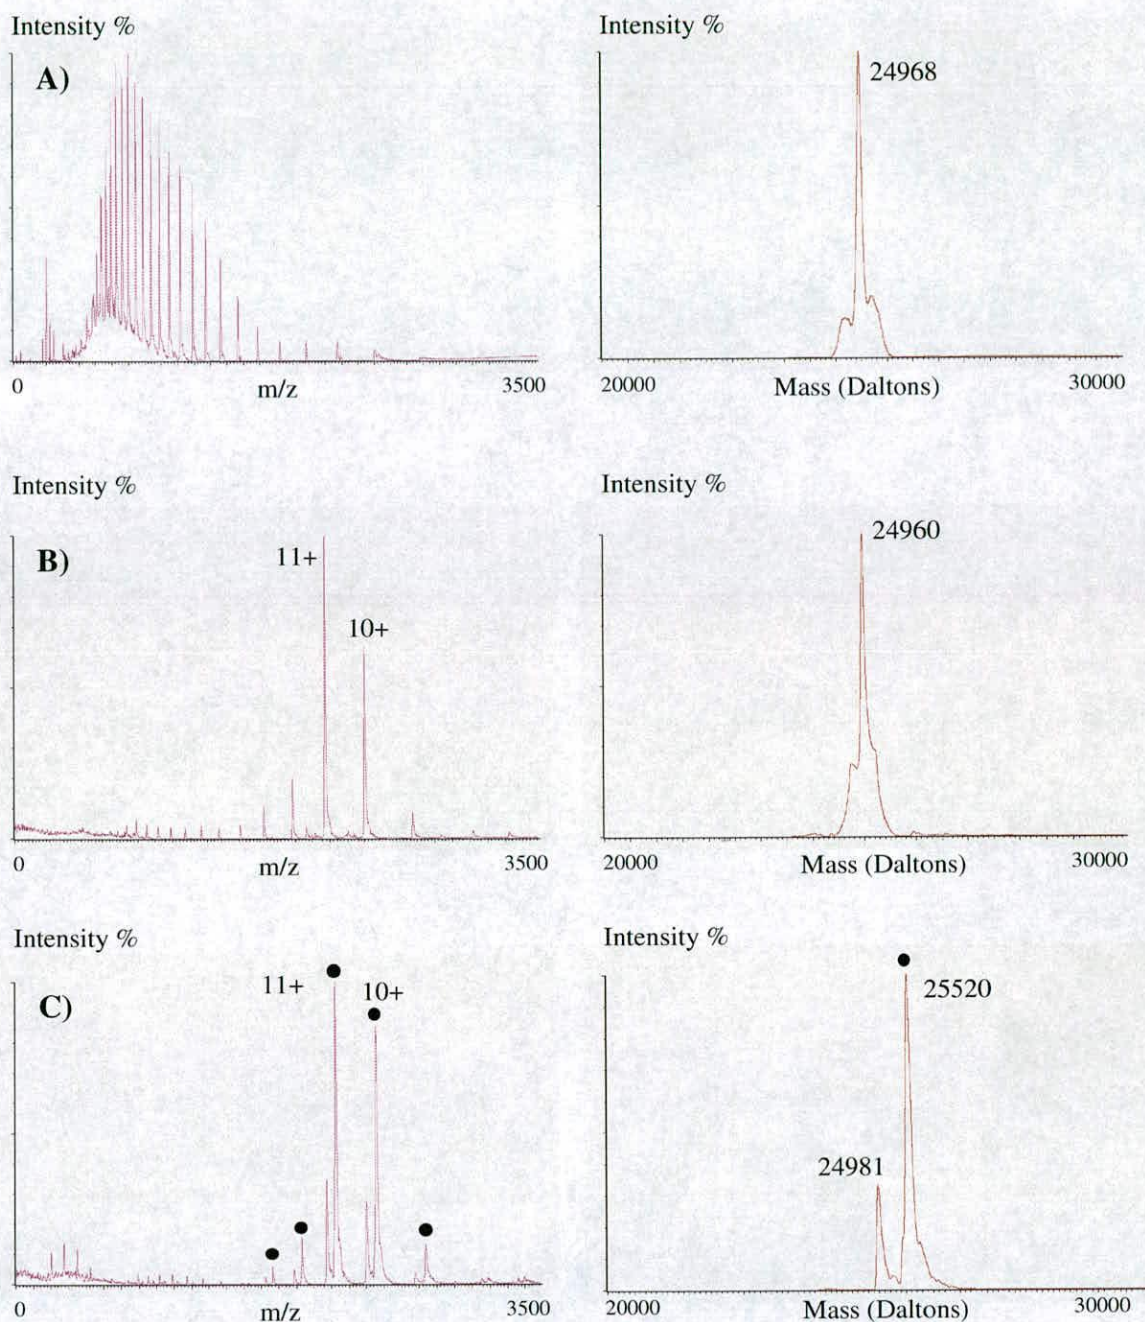 Intensity %
Intensity %
A)
24968
0
m/z
3500
20000
Mass (Daltons)
30000
Intensity %
Intensity %
B)
11+
10+
24960
0
m/z
3500
20000
Mass (Daltons)
30000
Intensity %
Intensity %
C)
11+
10+
25520
24981
0
m/z
3500
20000
Mass (Daltons)
30000